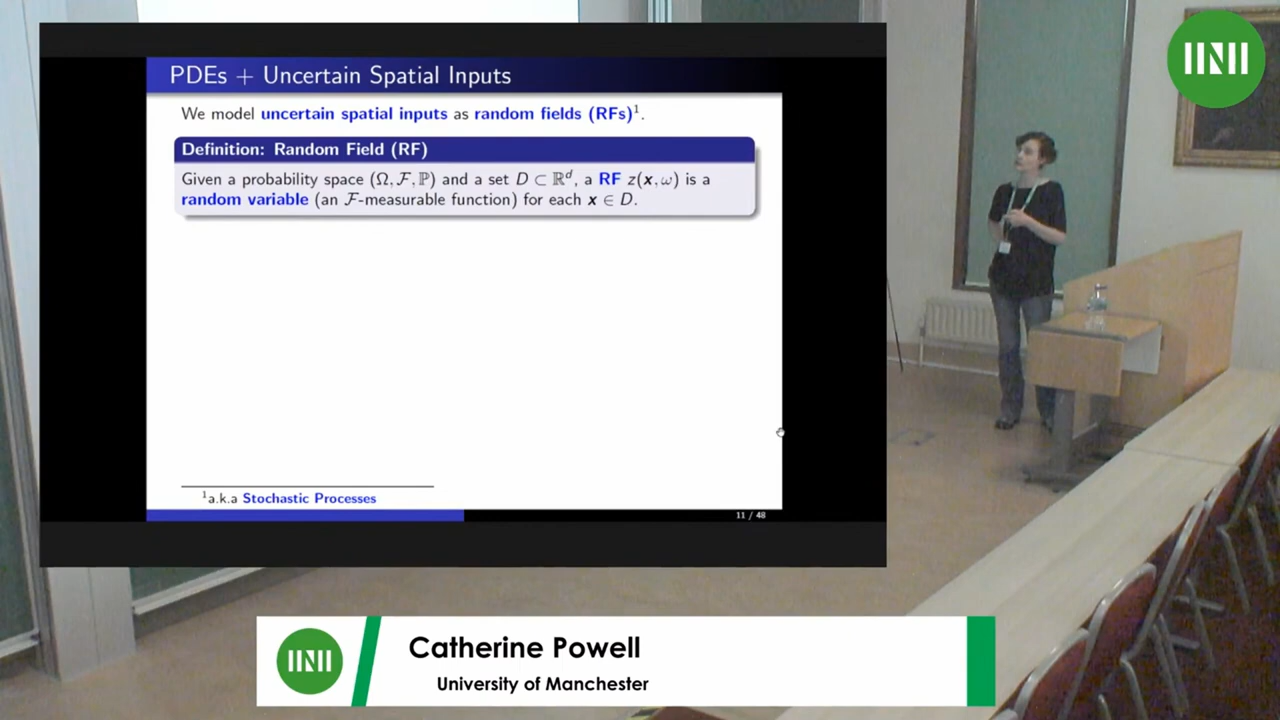 PDEs + Uncertain Spatial Inputs
We model uncertain spatial inputs as random fields (RFs)¹.
Definition: Random Field (RF)
Given a probability space (Ω, ℱ, ℙ) and a set D ⊂ ℝᵈ, a RF z(x, ω) is a
random variable (an ℱ-measurable function) for each x ∈ D.
¹a.k.a Stochastic Processes
11 / 48
Catherine Powell
University of Manchester